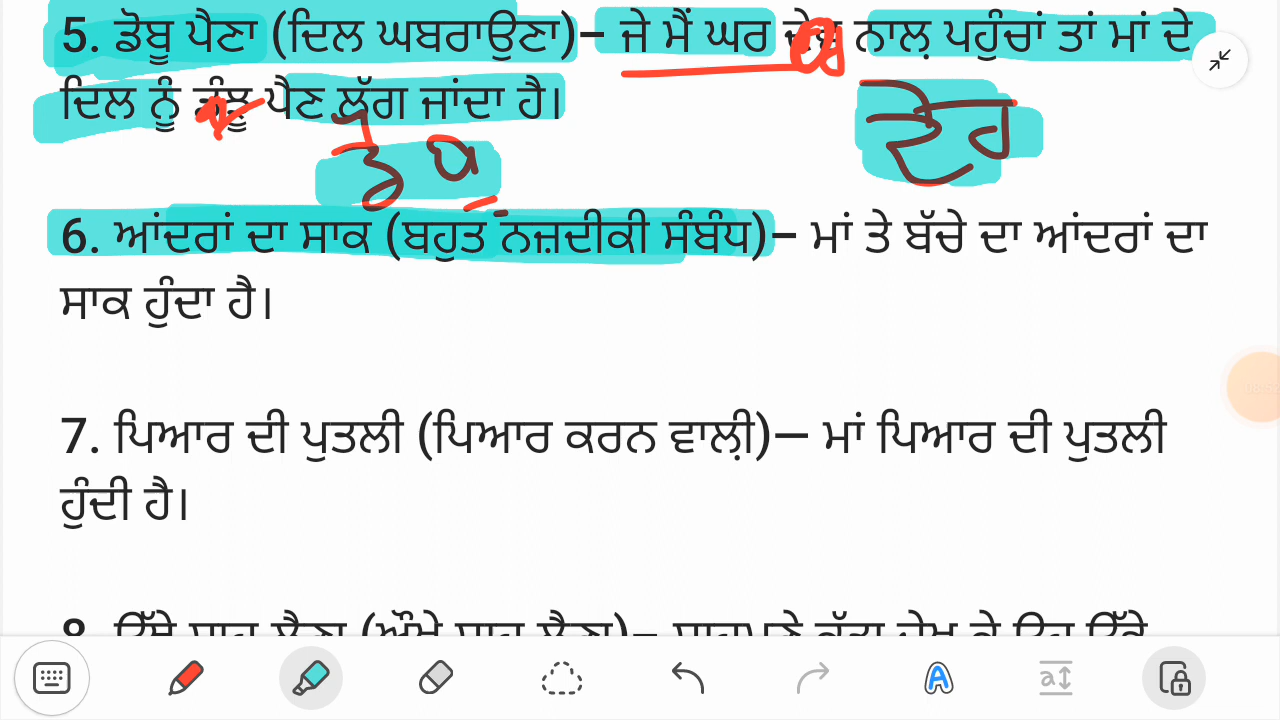 5. ਡੋਬੂ ਪੈਣਾ (ਦਿਲ ਘਬਰਾਉਣਾ)– ਜੇ ਮੈਂ ਘਰ ਨਾਲ਼ ਪਹੁੰਚਾਂ ਤਾਂ ਮਾਂ ਦੇ
ਦਿਲ ਨੂੰ ਪੈਣ ਲੱਗ ਜਾਂਦਾ ਹੈ।
6. ਆਂਦਰਾਂ ਦਾ ਸਾਕ (ਬਹੁਤ ਨਜ਼ਦੀਕੀ ਸੰਬੰਧ)– ਮਾਂ ਤੇ ਬੱਚੇ ਦਾ ਆਂਦਰਾਂ ਦਾ
ਸਾਕ ਹੁੰਦਾ ਹੈ।
7. ਪਿਆਰ ਦੀ ਪੁਤਲੀ (ਪਿਆਰ ਕਰਨ ਵਾਲ਼ੀ)– ਮਾਂ ਪਿਆਰ ਦੀ ਪੁਤਲੀ
ਹੁੰਦੀ ਹੈ।